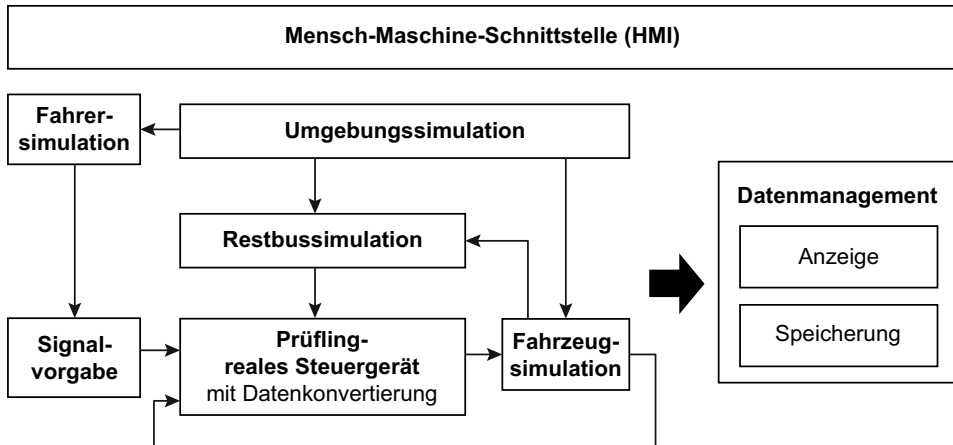 Mensch-Maschine-Schnittstelle (HMI)
Fahrer-
simulation
Umgebungssimulation
Restbussimulation
Signal-
vorgabe
Prüfling-
reales Steuergerät
mit Datenkonvertierung
Fahrzeug-
simulation
Datenmanagement
Anzeige
Speicherung